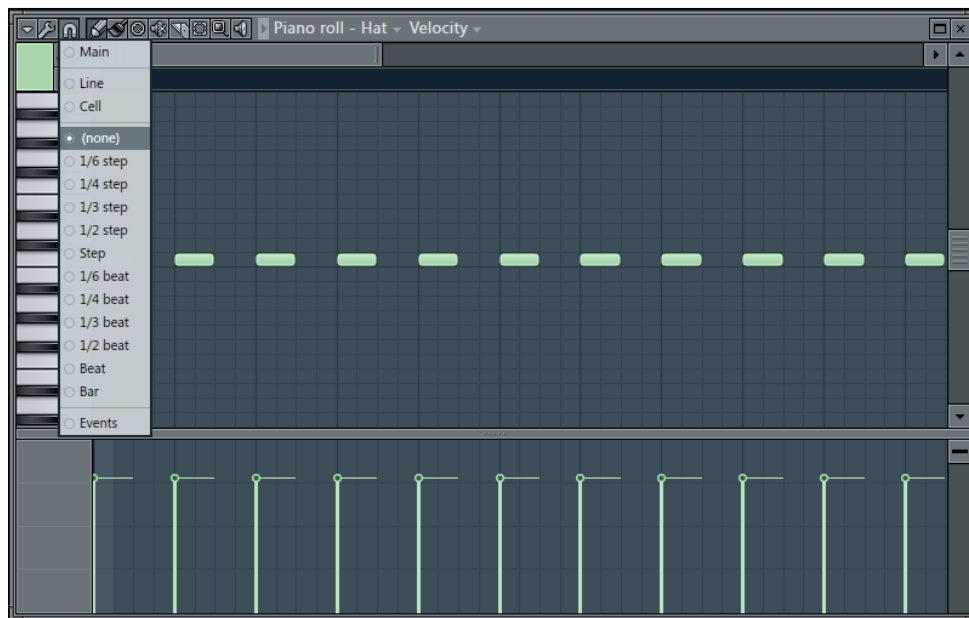 Piano roll - Hat Velocity
Main
Line
Cell
(none)
1/6 step
1/4 step
1/3 step
1/2 step
Step
1/6 beat
1/4 beat
1/3 beat
1/2 beat
Beat
Bar
Events